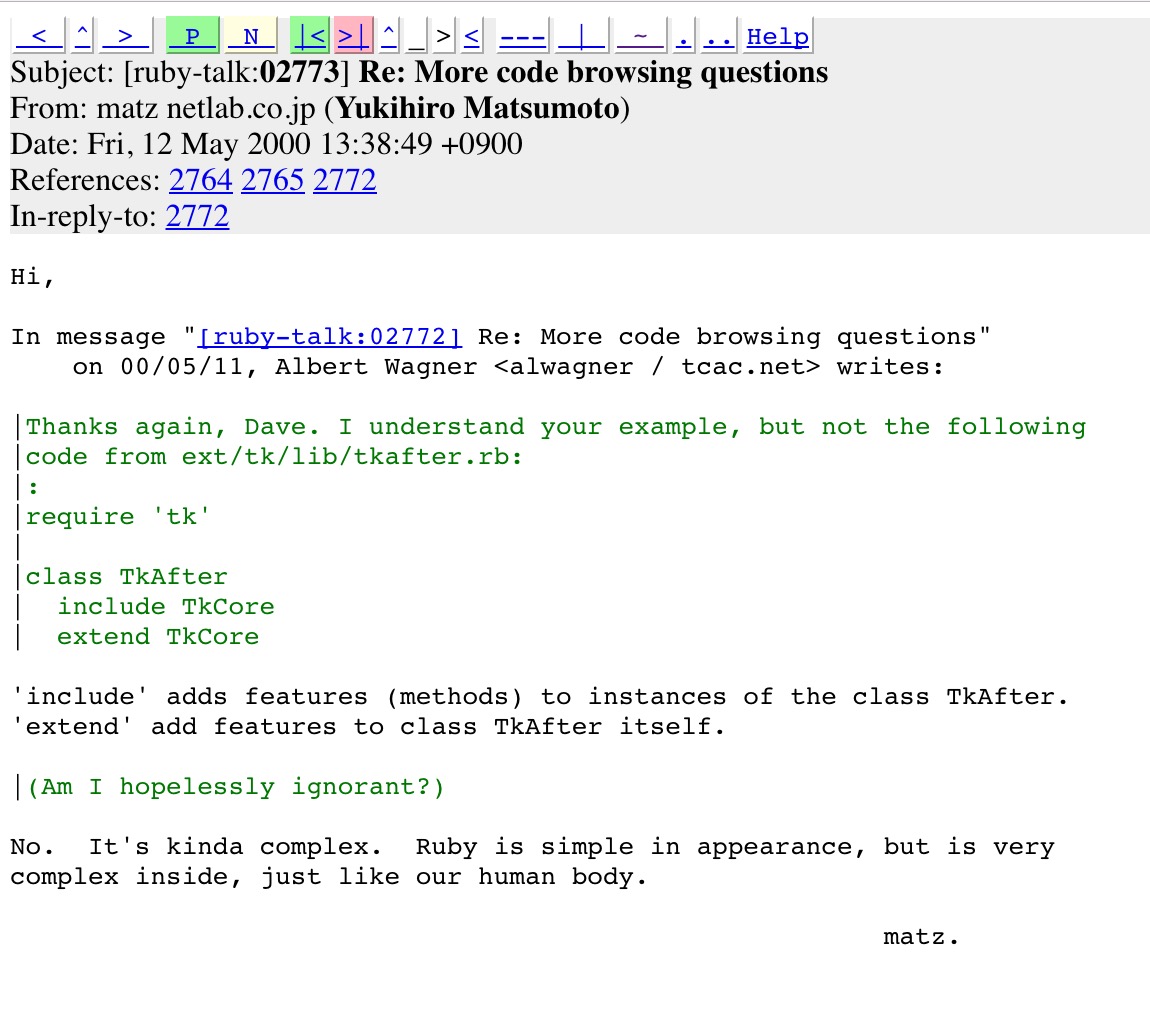 < ^ > P N |< >| ^ _ > < --- | ~ . .. Help
Subject: [ruby-talk:02773] Re: More code browsing questions
From: matz netlab.co.jp (Yukihiro Matsumoto)
Date: Fri, 12 May 2000 13:38:49 +0900
References: 2764 2765 2772
In-reply-to: 2772
Hi,
In message "[ruby-talk:02772] Re: More code browsing questions"
    on 00/05/11, Albert Wagner <alwagner / tcac.net> writes:
|Thanks again, Dave. I understand your example, but not the following
|code from ext/tk/lib/tkafter.rb:
|:
|require 'tk'
|
|class TkAfter
|  include TkCore
|  extend TkCore
'include' adds features (methods) to instances of the class TkAfter.
'extend' add features to class TkAfter itself.
|(Am I hopelessly ignorant?)
No.  It's kinda complex.  Ruby is simple in appearance, but is very
complex inside, just like our human body.
matz.